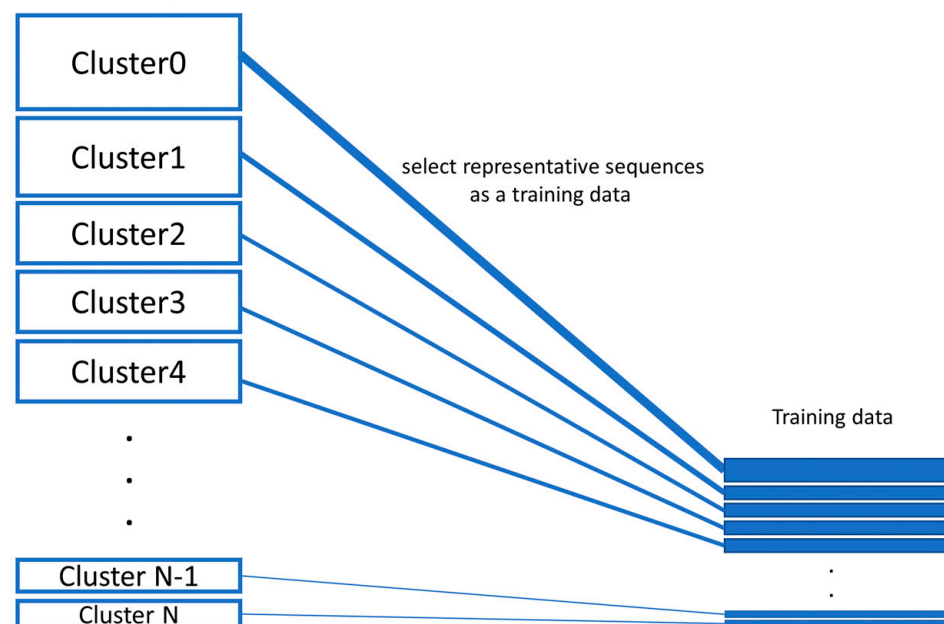 Cluster0
Cluster1
select representative sequences
as a training data
Cluster2
Cluster3
Cluster4
Training data
Cluster N-1
Cluster N